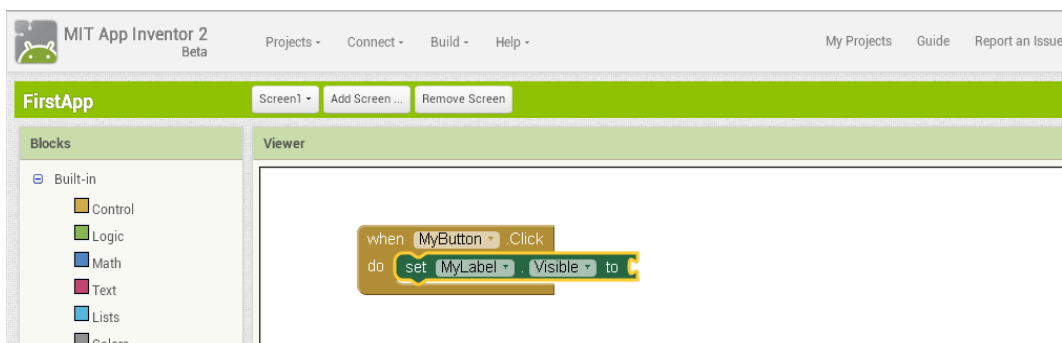 MIT App Inventor 2
Beta
Projects Connect Build Help
My Projects Guide Report an Issue
FirstApp
Screen1 Add Screen ... Remove Screen
Blocks
Viewer
Built-in
Control
Logic
Math
Text
Lists
Colors
when MyButton .Click
do set MyLabel . Visible to